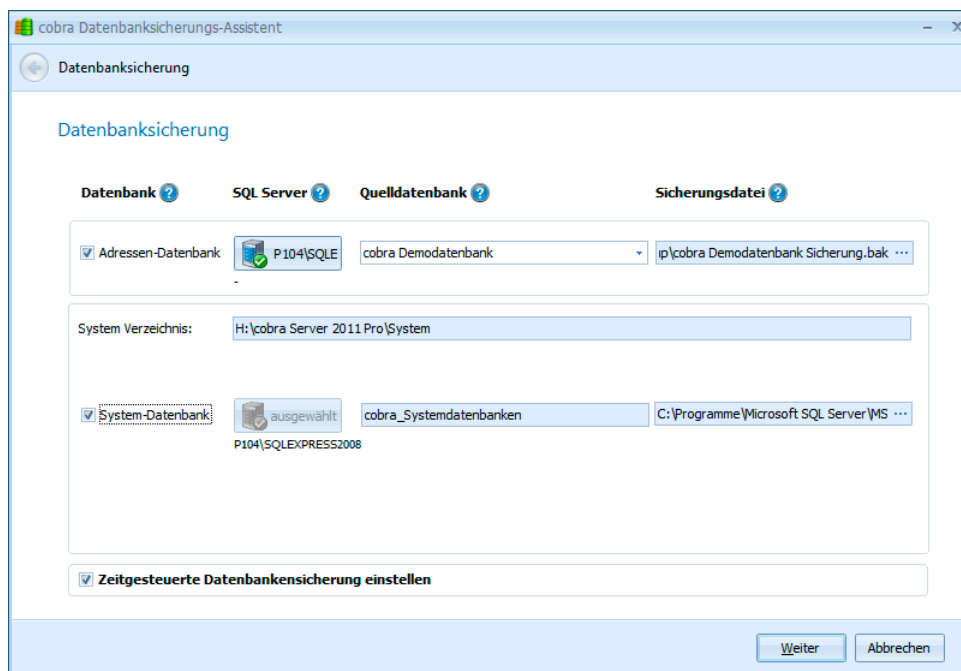 cobra Datenbanksicherungs-Assistent
Datenbanksicherung
Datenbanksicherung
Datenbank ? SQL Server ? Quelldatenbank ? Sicherungsdatei ?
Adressen-Datenbank P104\SQLE cobra Demodatenbank ıp\cobra Demodatenbank Sicherung.bak ...
-
System Verzeichnis: H:\cobra Server 2011 Pro\System
System-Datenbank ausgewählt cobra_Systemdatenbanken C:\Programme\Microsoft SQL Server\MS ...
P104\SQLEXPRESS2008
Zeitgesteuerte Datenbankensicherung einstellen
Weiter Abbrechen